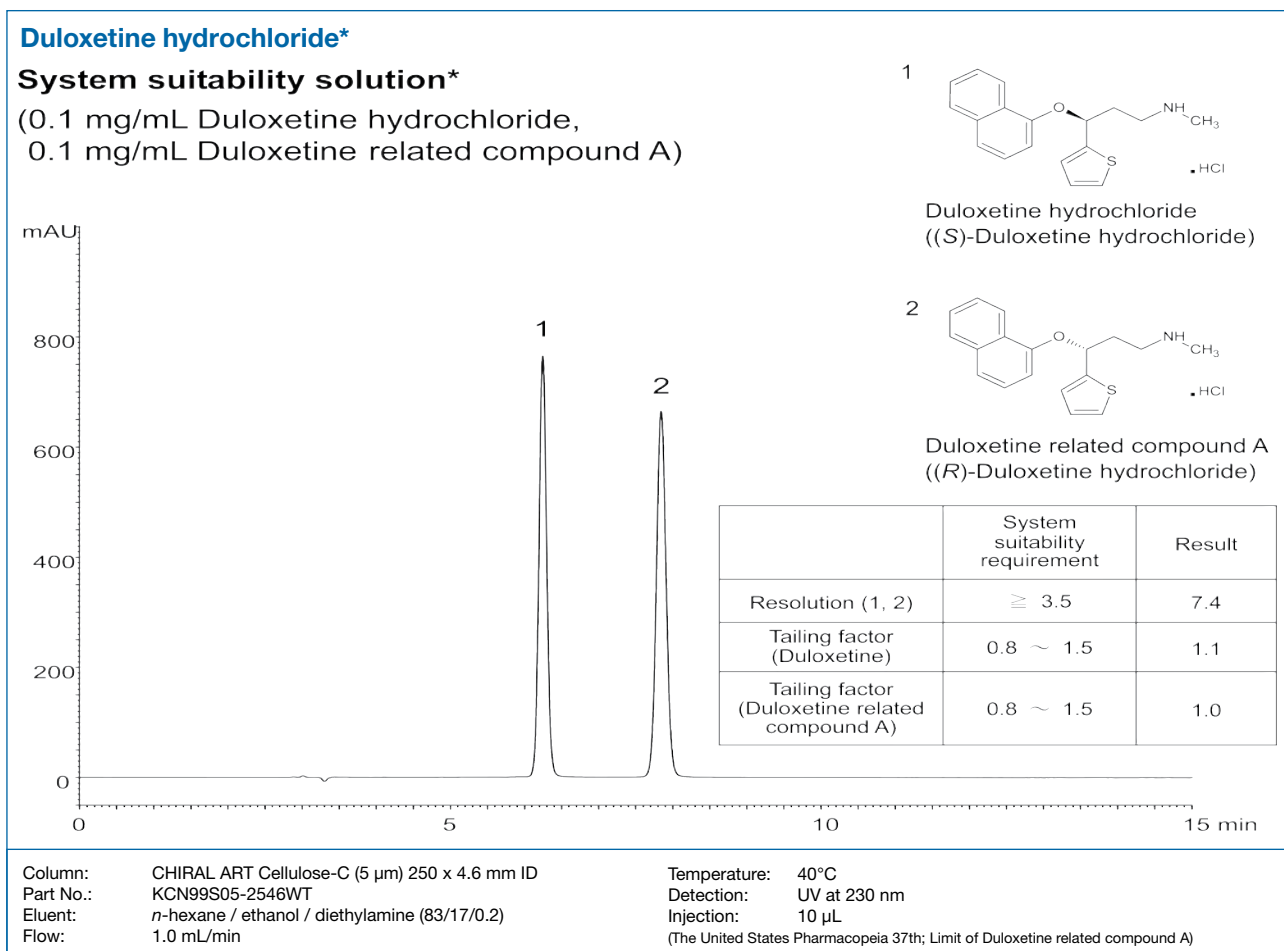 Duloxetine hydrochloride*
System suitability solution*
(0.1 mg/mL Duloxetine hydrochloride,
0.1 mg/mL Duloxetine related compound A)
1
O
NH
CH3
S
HCl
Duloxetine hydrochloride
((S)-Duloxetine hydrochloride)
2
O
NH
CH3
S
HCl
Duloxetine related compound A
((R)-Duloxetine hydrochloride)
mAU
800
600
400
200
0
1
2
0
5
10
15 min
System suitability requirement
Result
Resolution (1, 2)
≧ 3.5
7.4
Tailing factor
(Duloxetine)
0.8 ~ 1.5
1.1
Tailing factor
(Duloxetine related
compound A)
0.8 ~ 1.5
1.0
Column: CHIRAL ART Cellulose-C (5 µm) 250 x 4.6 mm ID
Part No.: KCN99S05-2546WT
Eluent: n-hexane / ethanol / diethylamine (83/17/0.2)
Flow: 1.0 mL/min
Temperature: 40°C
Detection: UV at 230 nm
Injection: 10 µL
(The United States Pharmacopeia 37th; Limit of Duloxetine related compound A)